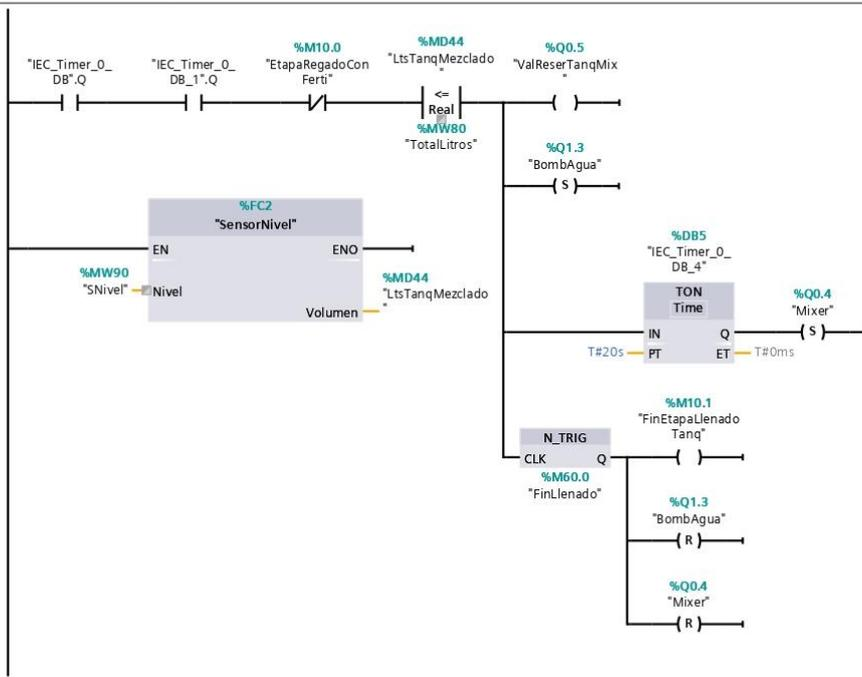 "IEC_Timer_0_
DB".Q
"IEC_Timer_0_
DB_1".Q
%M10.0
"EtapaRegadoCon
Ferti"
%MD44
"LtsTanqMezclado
"
<=
Real
%MW80
"TotalLitros"
%Q0.5
"ValReserTanqMix
"
%Q1.3
"BombAgua"
S
%FC2
"SensorNivel"
EN
ENO
%MW90
"SNivel"
Nivel
%MD44
"LtsTanqMezclado
"
Volumen
%DB5
"IEC_Timer_0_
DB_4"
TON
Time
IN
Q
T#20s
PT
ET
T#0ms
%Q0.4
"Mixer"
S
N_TRIG
CLK
Q
%M60.0
"FinLlenado"
%M10.1
"FinEtapaLlenado
Tanq"
%Q1.3
"BombAgua"
R
%Q0.4
"Mixer"
R